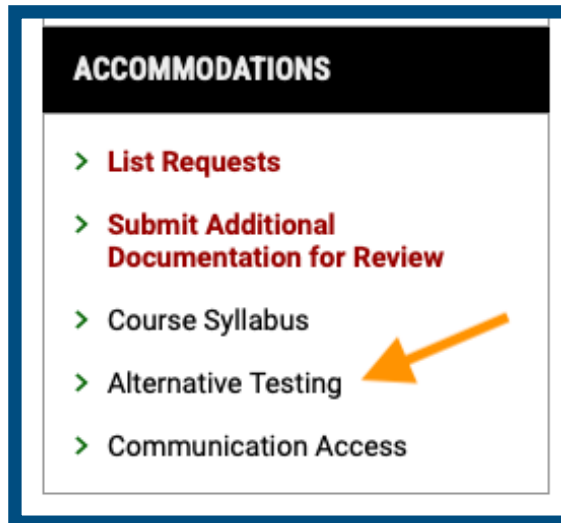 ACCOMMODATIONS
List Requests
Submit Additional
Documentation for Review
Course Syllabus
Alternative Testing
Communication Access